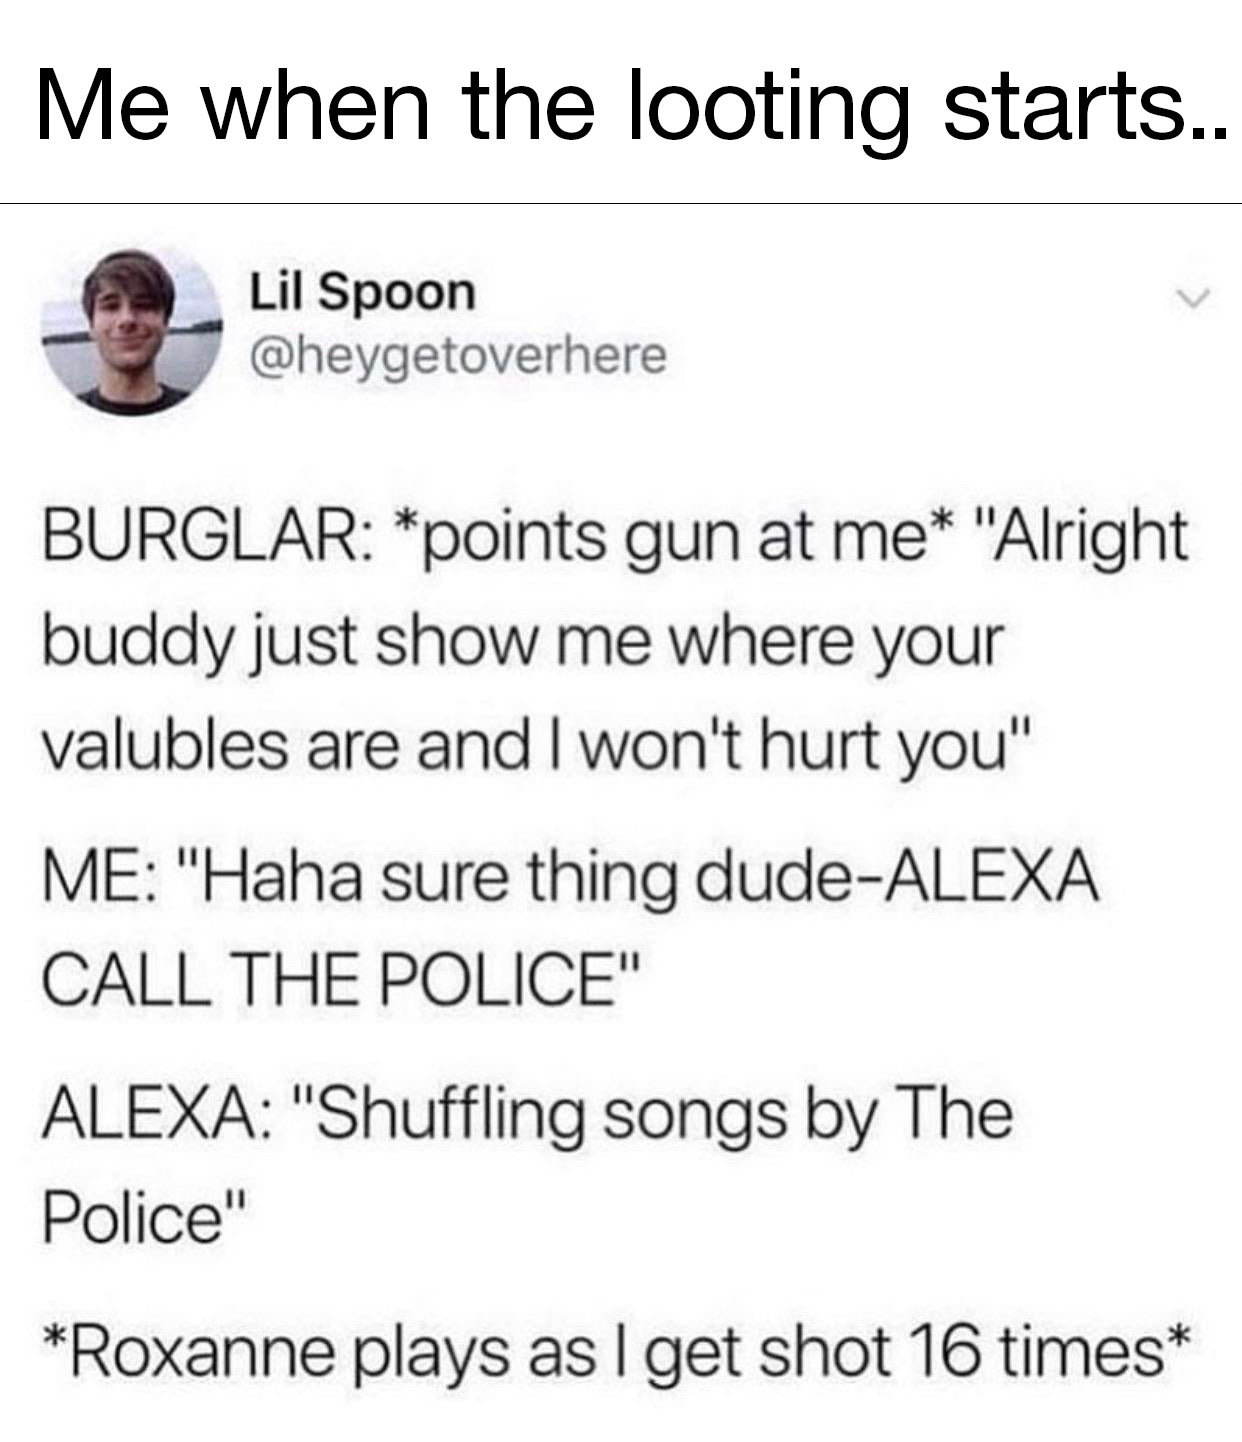 Me when the looting starts..
Lil Spoon
@heygetoverhere
BURGLAR: *points gun at me* "Alright
buddy just show me where your
valubles are and I won't hurt you"
ME: "Haha sure thing dude-ALEXA
CALL THE POLICE"
ALEXA: "Shuffling songs by The
Police"
*Roxanne plays as I get shot 16 times*